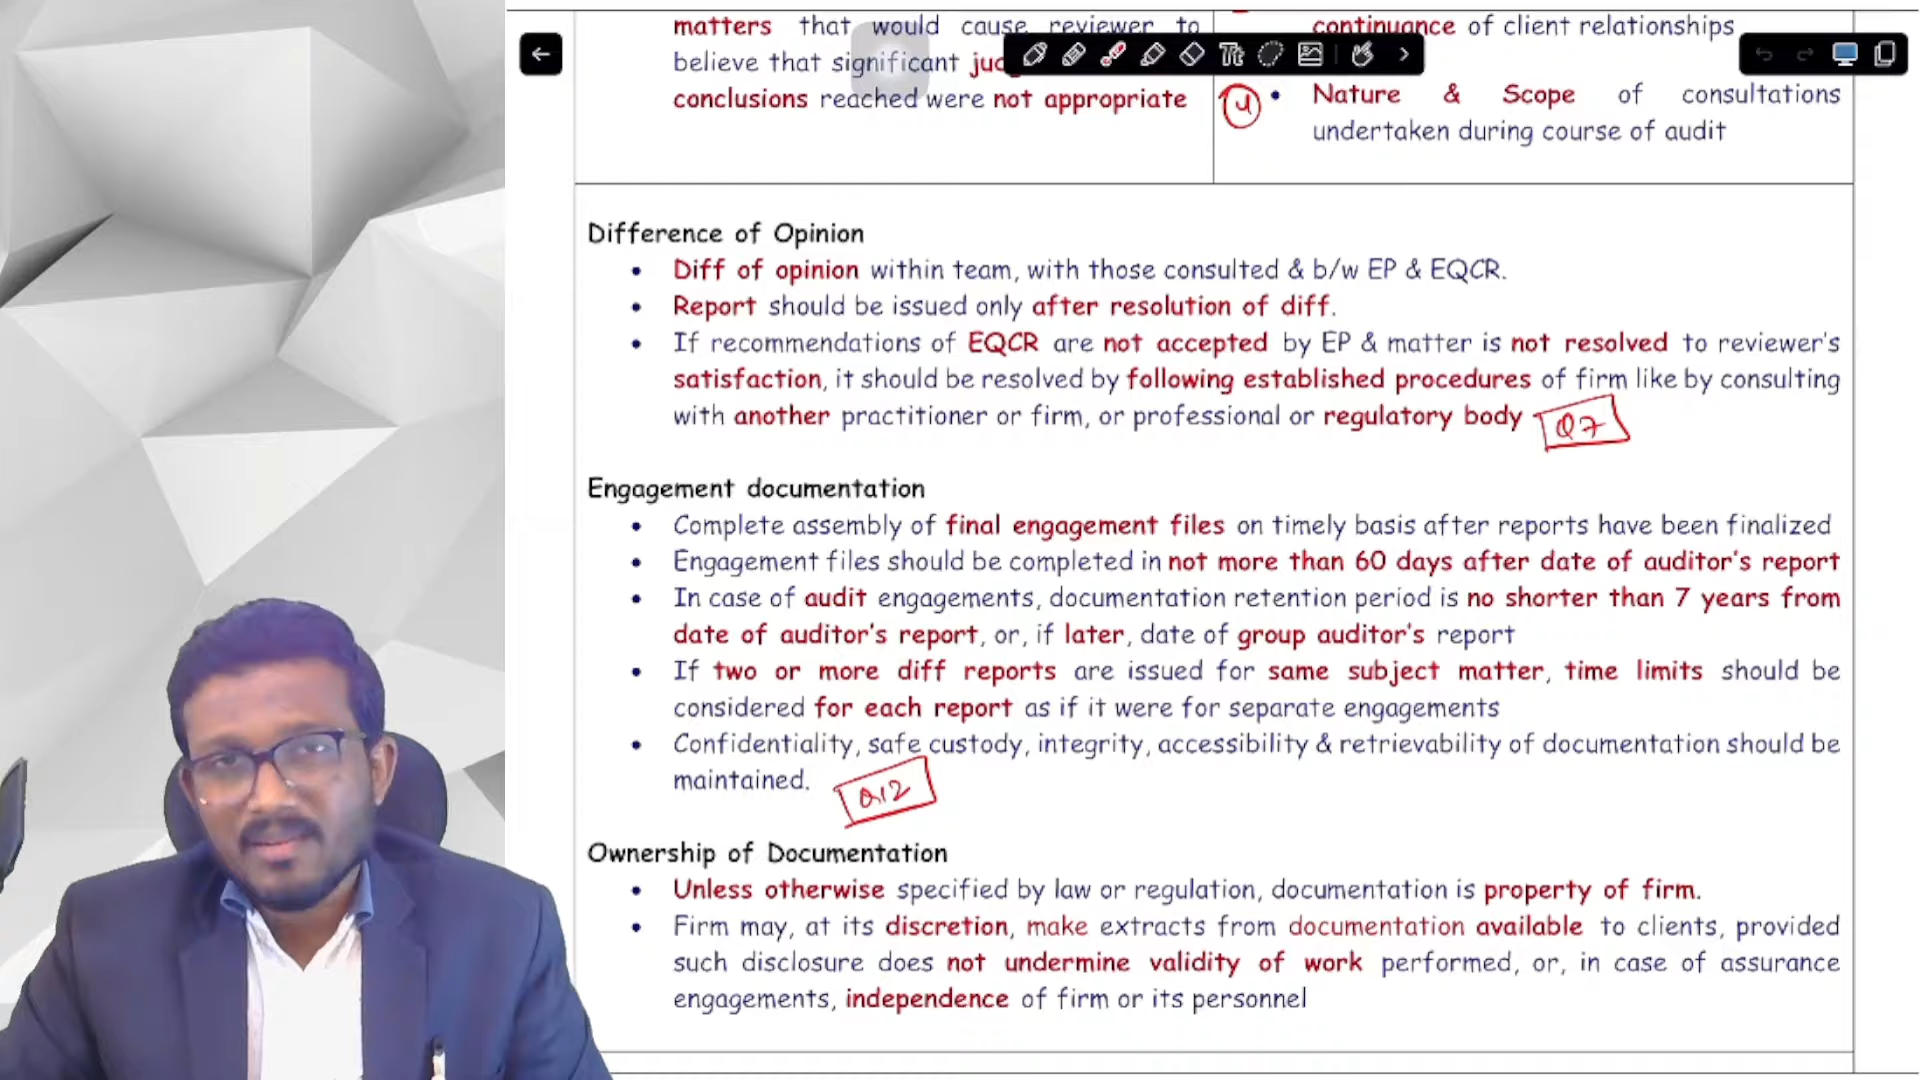 matters that would cause reviewer to
believe that significant
conclusions reached were not appropriate
continuance of client relationships
4
• Nature & Scope of consultations
undertaken during course of audit
Tt
Difference of Opinion
• Diff of opinion within team, with those consulted & b/w EP & EQCR.
• Report should be issued only after resolution of diff.
• If recommendations of EQCR are not accepted by EP & matter is not resolved to reviewer's
satisfaction, it should be resolved by following established procedures of firm like by consulting
with another practitioner or firm, or professional or regulatory body
Q7
Engagement documentation
• Complete assembly of final engagement files on timely basis after reports have been finalized
• Engagement files should be completed in not more than 60 days after date of auditor's report
• In case of audit engagements, documentation retention period is no shorter than 7 years from
date of auditor's report, or, if later, date of group auditor's report
• If two or more diff reports are issued for same subject matter, time limits should be
considered for each report as if it were for separate engagements
• Confidentiality, safe custody, integrity, accessibility & retrievability of documentation should be
maintained.
Q12
Ownership of Documentation
• Unless otherwise specified by law or regulation, documentation is property of firm.
• Firm may, at its discretion, make extracts from documentation available to clients, provided
such disclosure does not undermine validity of work performed, or, in case of assurance
engagements, independence of firm or its personnel